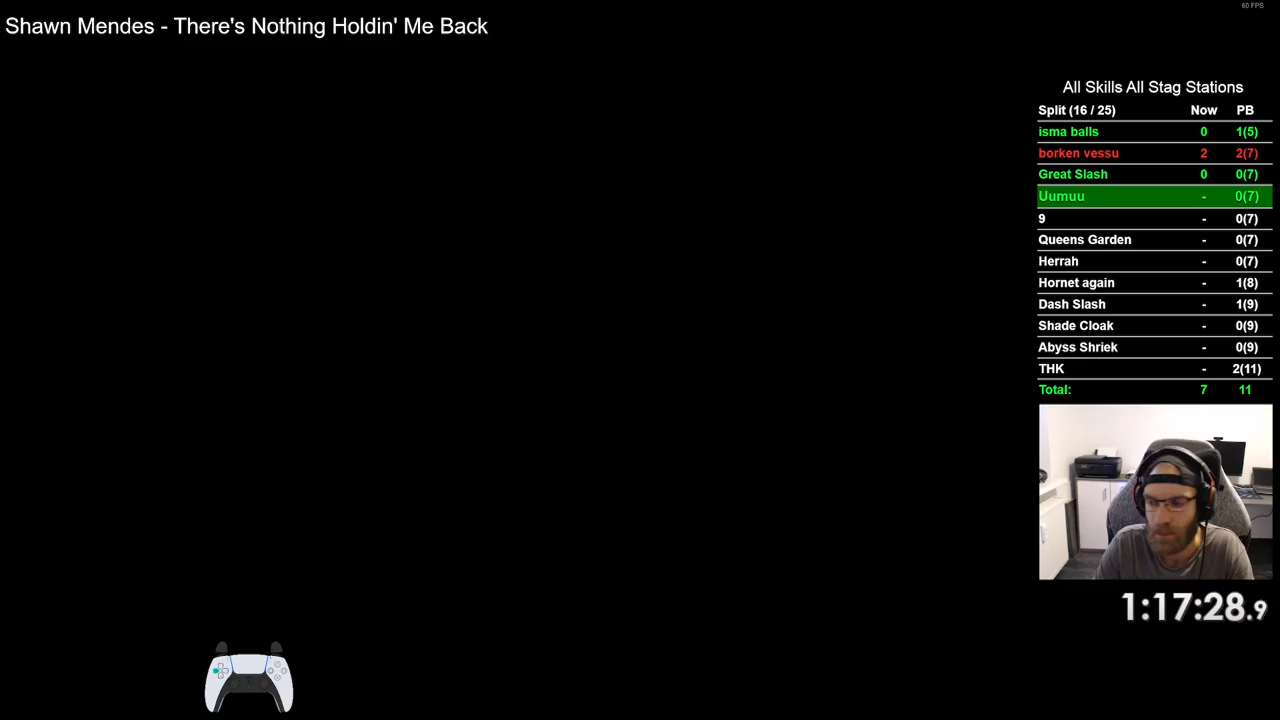 60 FPS
Shawn Mendes - There's Nothing Holdin' Me Back
All Skills All Stag Stations
Split (16 / 25) Now PB
isma balls 0 1(5)
borken vessu 2 2(7)
Great Slash 0 0(7)
Uumuu - 0(7)
9 - 0(7)
Queens Garden - 0(7)
Herrah - 0(7)
Hornet again - 1(8)
Dash Slash - 1(9)
Shade Cloak - 0(9)
Abyss Shriek - 0(9)
THK - 2(11)
Total: 7 11
1:17:28.9